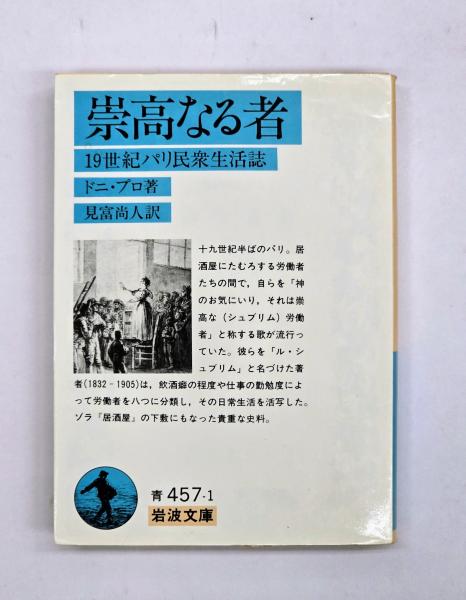 崇高なる者
19世紀パリ民衆生活誌
ドニ・プロ著
見富尚人訳
十九世紀半ばのパリ。居
酒屋にたむろする労働者
たちの間で，自らを「神
のお気にいり，それは崇
高な（シュブリム）労働
者」と称する歌が流行っ
ていた。彼らを「ル・シ
ュブリム」と名づけた著
者(1832－1905)は，飲酒癖の程度や仕事の勤勉度によ
って労働者を八つに分類し，その日常生活を活写した。
ゾラ『居酒屋』の下敷にもなった貴重な史料。
青 457-1
岩波文庫